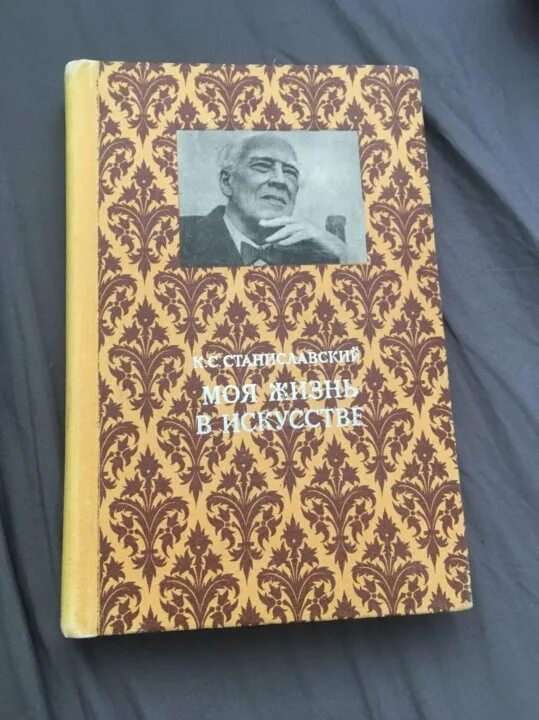 К. С. СТАНИСЛАВСКИЙ
МОЯ ЖИЗНЬ
В ИСКУССТВЕ